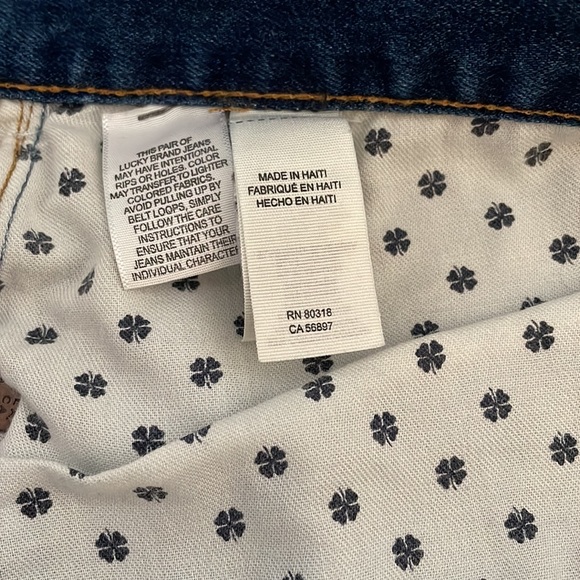 THIS PAIR OF
LUCKY BRAND JEANS
MAY HAVE INTENTIONAL
RIPS OR HOLES. COLOR
MAY TRANSFER TO LIGHTER
COLORED FABRICS.
AVOID PULLING UP BY
BELT LOOPS, SIMPLY
FOLLOW THE CARE
INSTRUCTIONS TO
ENSURE THAT YOUR
JEANS MAINTAIN THEIR
INDIVIDUAL CHARACTE
MADE IN HAITI
FABRIQUÉ EN HAITI
HECHO EN HAITI
RN 80318
CA 56897